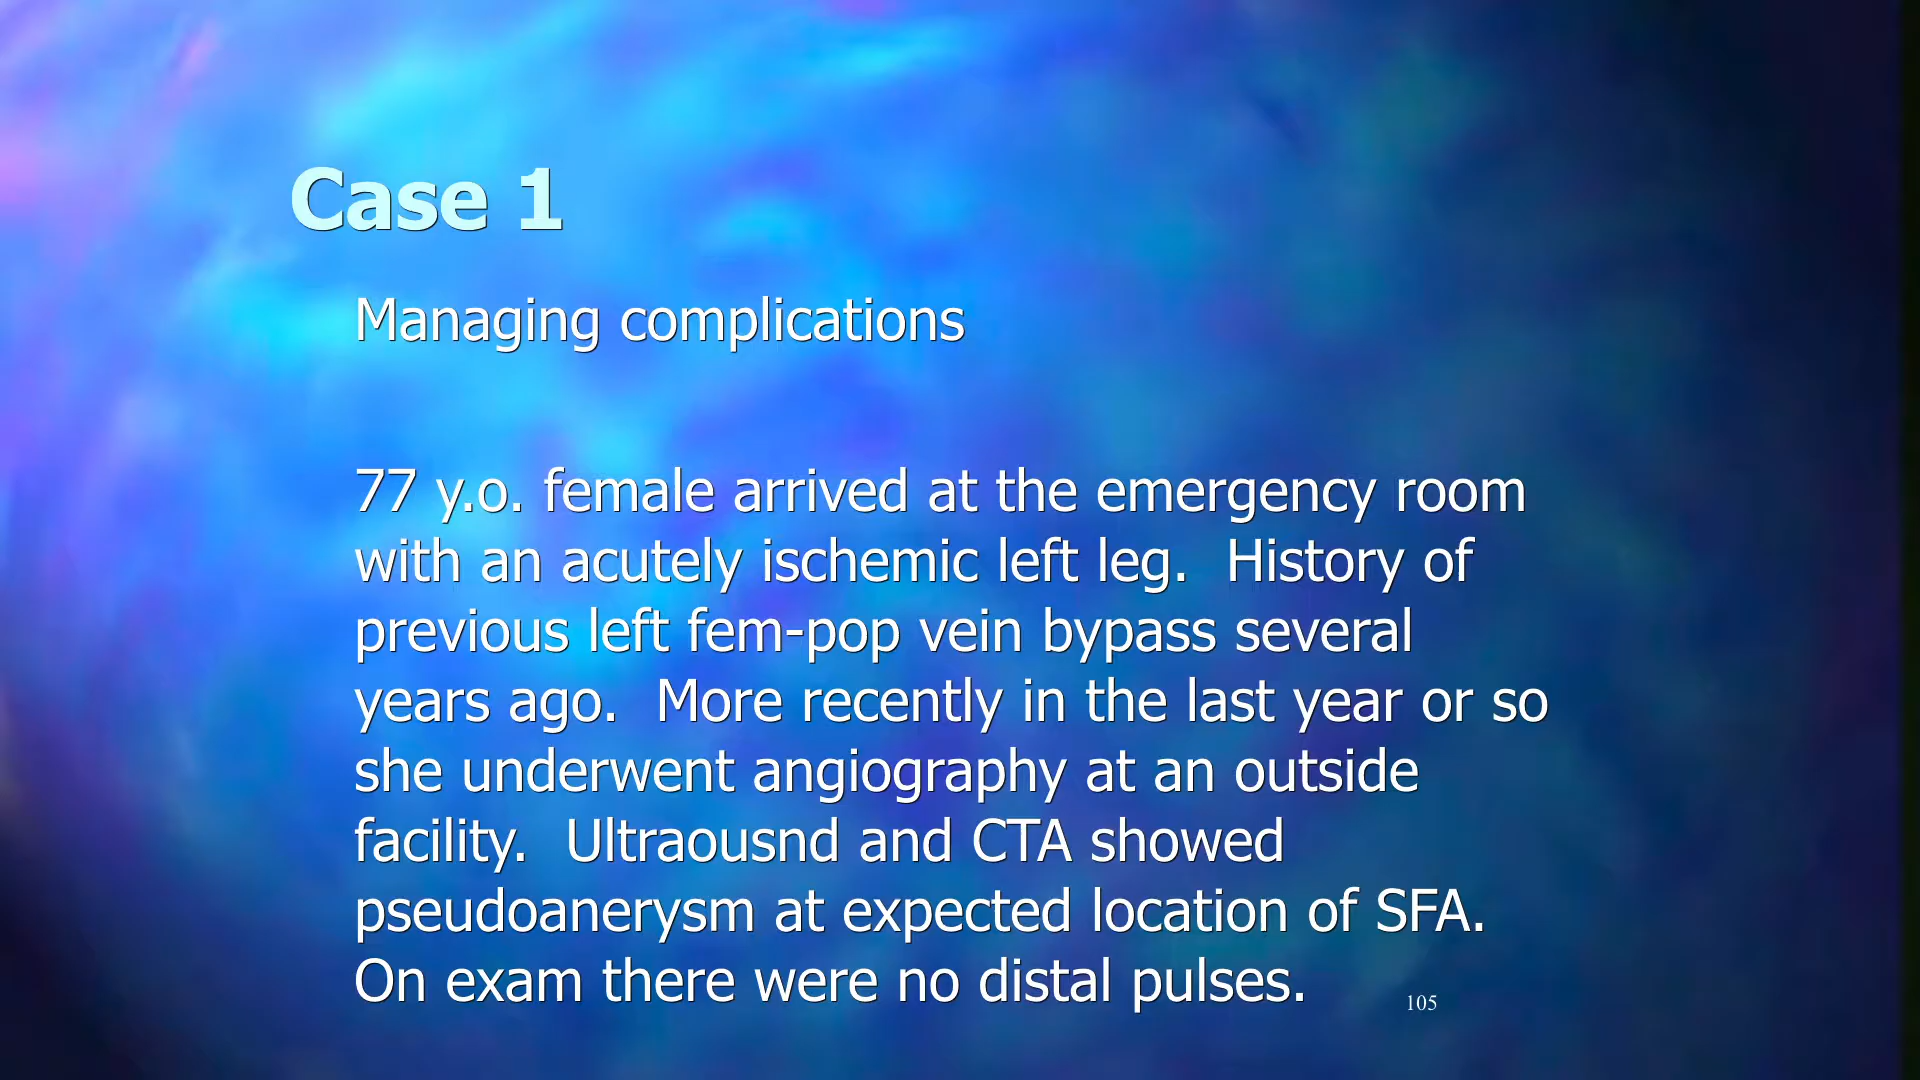 Case 1
Managing complications
77 y.o. female arrived at the emergency room
with an acutely ischemic left leg.  History of
previous left fem-pop vein bypass several
years ago.  More recently in the last year or so
she underwent angiography at an outside
facility.  Ultraousnd and CTA showed
pseudoanerysm at expected location of SFA.
On exam there were no distal pulses.
105